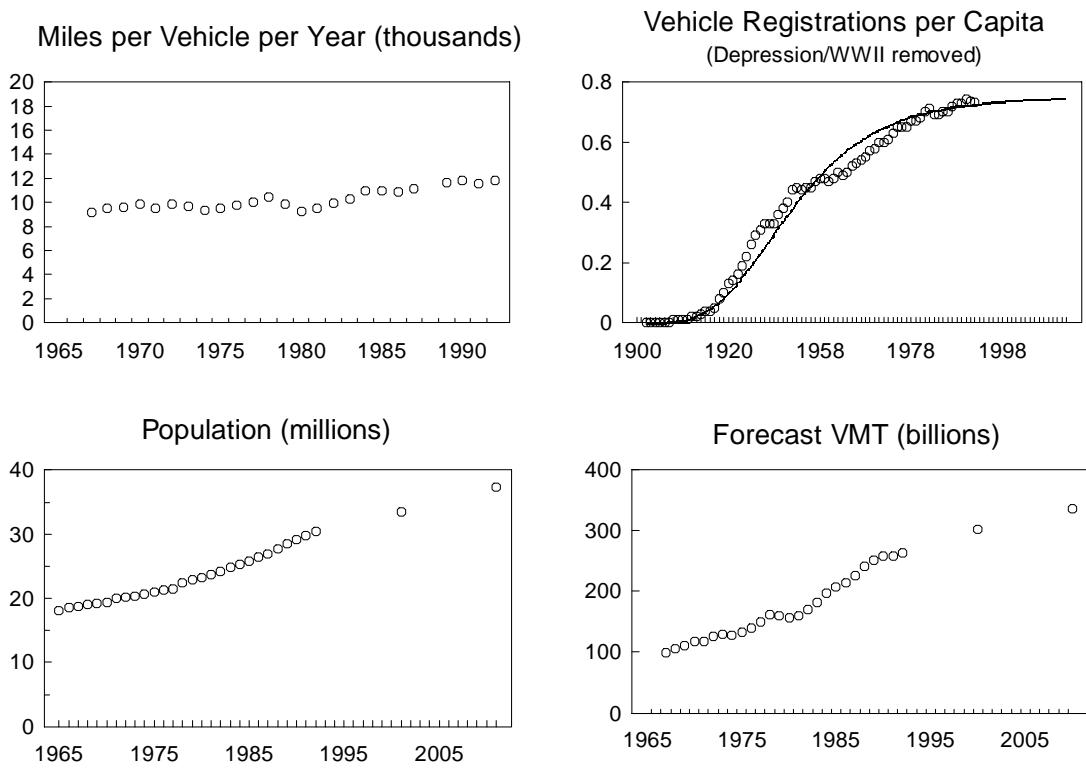 Miles per Vehicle per Year (thousands)
20
18
16
14
12
10
8
6
4
2
0
1965 1970 1975 1980 1985 1990
Vehicle Registrations per Capita
(Depression/WWII removed)
0.8
0.6
0.4
0.2
0
1900 1920 1958 1978 1998
Population (millions)
40
30
20
10
0
1965 1975 1985 1995 2005
Forecast VMT (billions)
400
300
200
100
0
1965 1975 1985 1995 2005